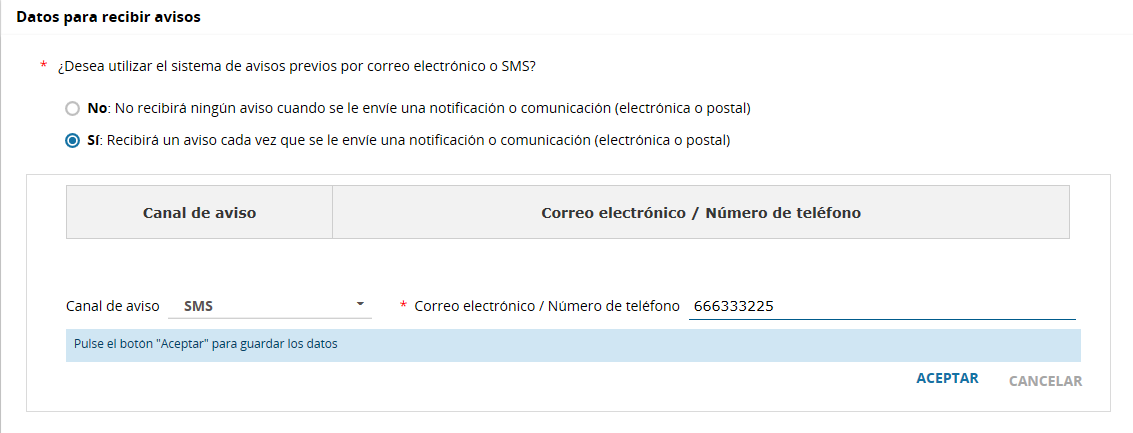 Datos para recibir avisos
* ¿Desea utilizar el sistema de avisos previos por correo electrónico o SMS?
No: No recibirá ningún aviso cuando se le envíe una notificación o comunicación (electrónica o postal)
Sí: Recibirá un aviso cada vez que se le envíe una notificación o comunicación (electrónica o postal)
Canal de aviso Correo electrónico / Número de teléfono
Canal de aviso SMS * Correo electrónico / Número de teléfono 666333225
Pulse el botón "Aceptar" para guardar los datos
ACEPTAR CANCELAR